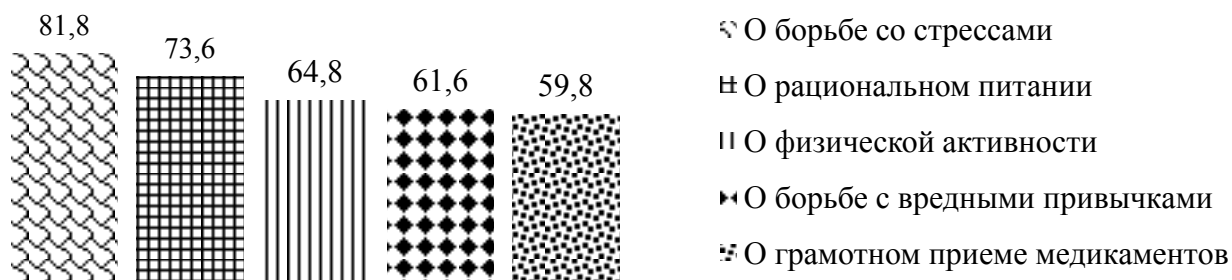 81,8
73,6
64,8
61,6
59,8
О борьбе со стрессами
О рациональном питании
О физической активности
О борьбе с вредными привычками
О грамотном приеме медикаментов